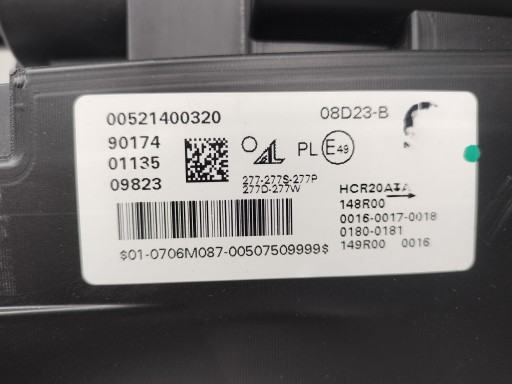 00521400320
08D23-B
90174
01135
09823
PL E49
277-277S-277P
277D-277W
HCR20A
148R00
0016-0017-0018
0180-0181
149R00 0016
$01-0706M087-00507509999$